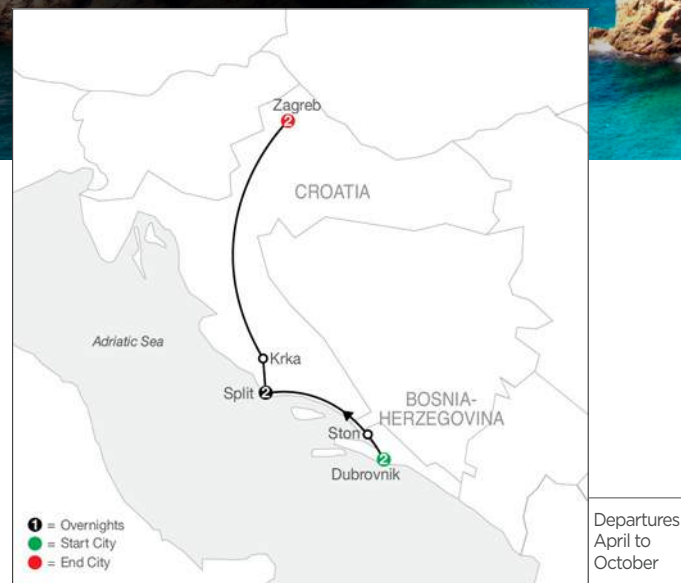 Zagreb
2
CROATIA
Adriatic Sea
Krka
Split 2
BOSNIA-
HERZEGOVINA
Ston
2
Dubrovnik
1 = Overnights
= Start City
= End City
Departures
April to
October